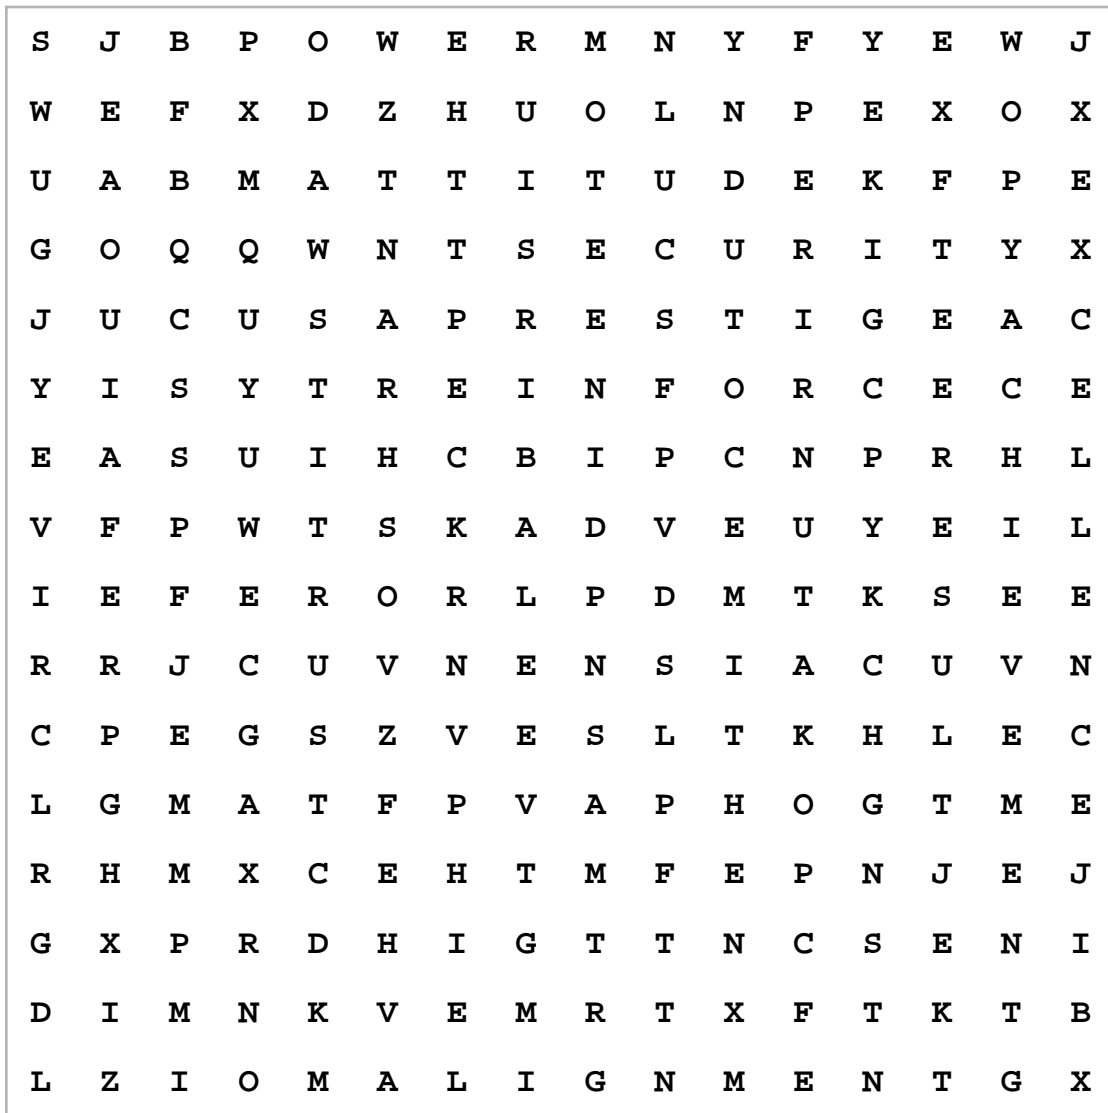 S J B P O W E R M N Y F Y E W J
W E F X D Z H U O L N P E X O X
U A B M A T T I T U D E K F P E
G O Q Q W N T S E C U R I T Y X
J U C U S A P R E S T I G E A C
Y I S Y T R E I N F O R C E C E
E A S U I H C B I P C N P R H L
V F P W T S K A D V E U Y E I L
I E F E R O R L P D M T K S E E
R R J C U V N E N S I A C U V N
C P E G S Z V E S L T K H L E C
L G M A T F P V A P H O G T M E
R H M X C E H T M F E P N J E J
G X P R D H I G T T N C S E N I
D I M N K V E M R T X F T K T B
L Z I O M A L I G N M E N T G X